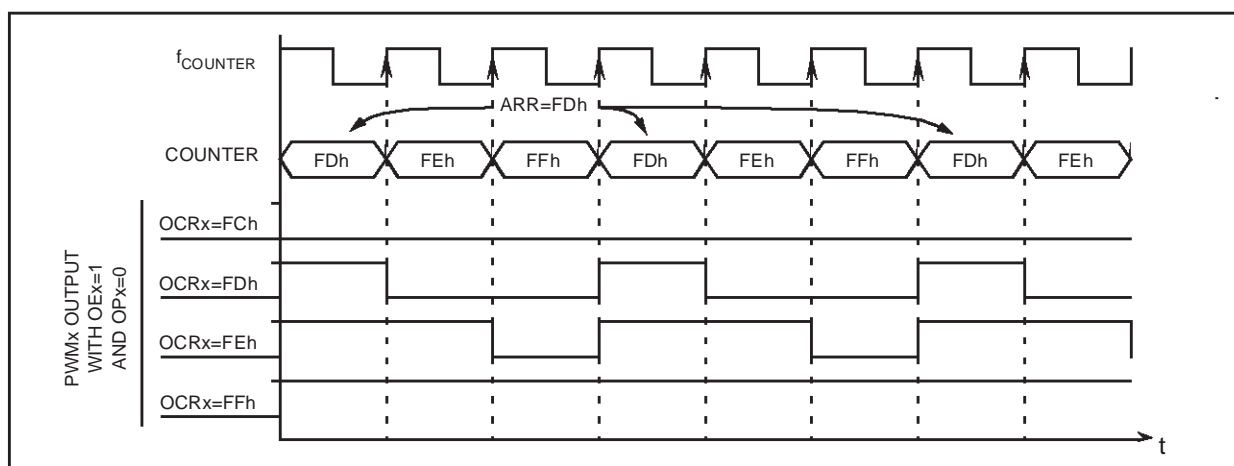 fCOUNTER
ARR=FDh
COUNTER
FDh FEh FFh FDh FEh FFh FDh FEh
PWMx OUTPUT
WITH OEx=1
AND OPx=0
OCRx=FCh
OCRx=FDh
OCRx=FEh
OCRx=FFh
t